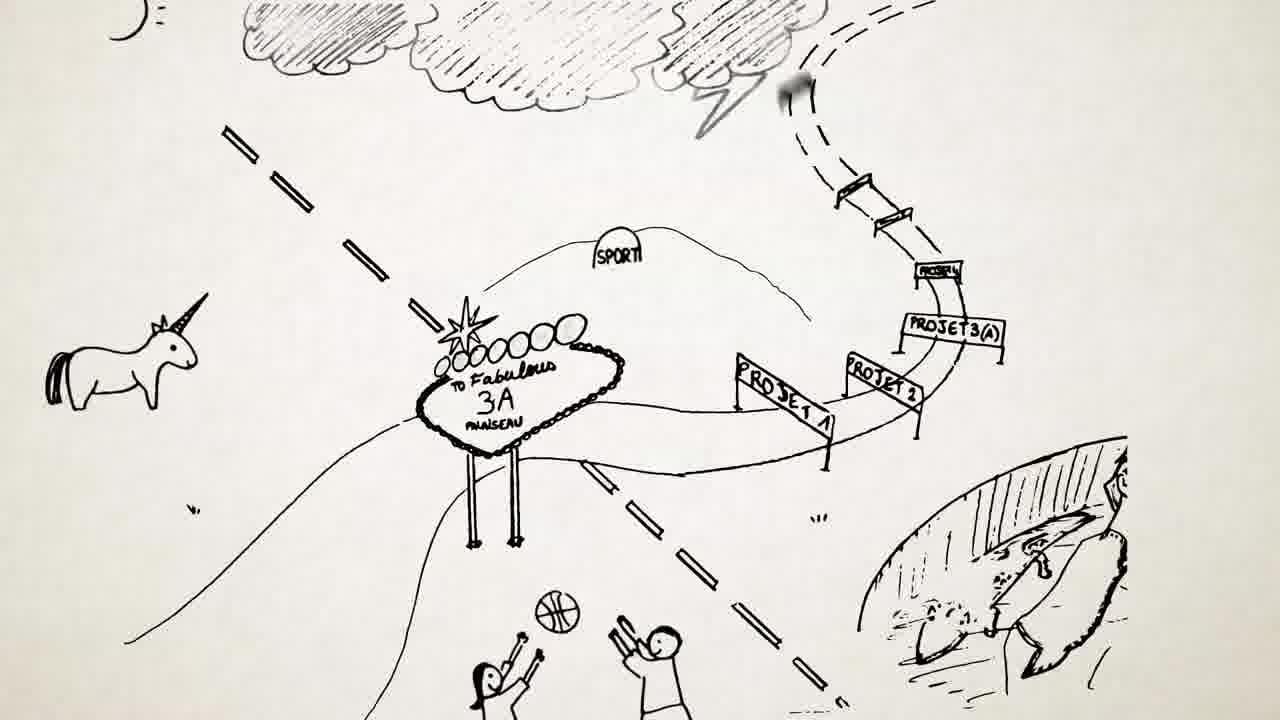 SPORT
TO Fabulous
3A
PALAISEAU
PROJET 1
PROJET 2
PROJET 3(A)